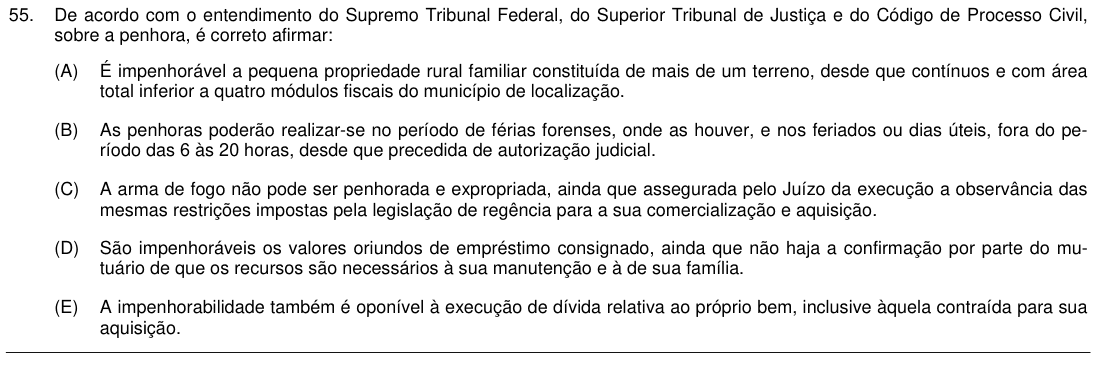 55. De acordo com o entendimento do Supremo Tribunal Federal, do Superior Tribunal de Justiça e do Código de Processo Civil,
sobre a penhora, é correto afirmar:
(A) É impenhorável a pequena propriedade rural familiar constituída de mais de um terreno, desde que contínuos e com área
total inferior a quatro módulos fiscais do município de localização.
(B) As penhoras poderão realizar-se no período de férias forenses, onde as houver, e nos feriados ou dias úteis, fora do pe-
ríodo das 6 às 20 horas, desde que precedida de autorização judicial.
(C) A arma de fogo não pode ser penhorada e expropriada, ainda que assegurada pelo Juízo da execução a observância das
mesmas restrições impostas pela legislação de regência para a sua comercialização e aquisição.
(D) São impenhoráveis os valores oriundos de empréstimo consignado, ainda que não haja a confirmação por parte do mu-
tuário de que os recursos são necessários à sua manutenção e à de sua família.
(E) A impenhorabilidade também é oponível à execução de dívida relativa ao próprio bem, inclusive àquela contraída para sua
aquisição.